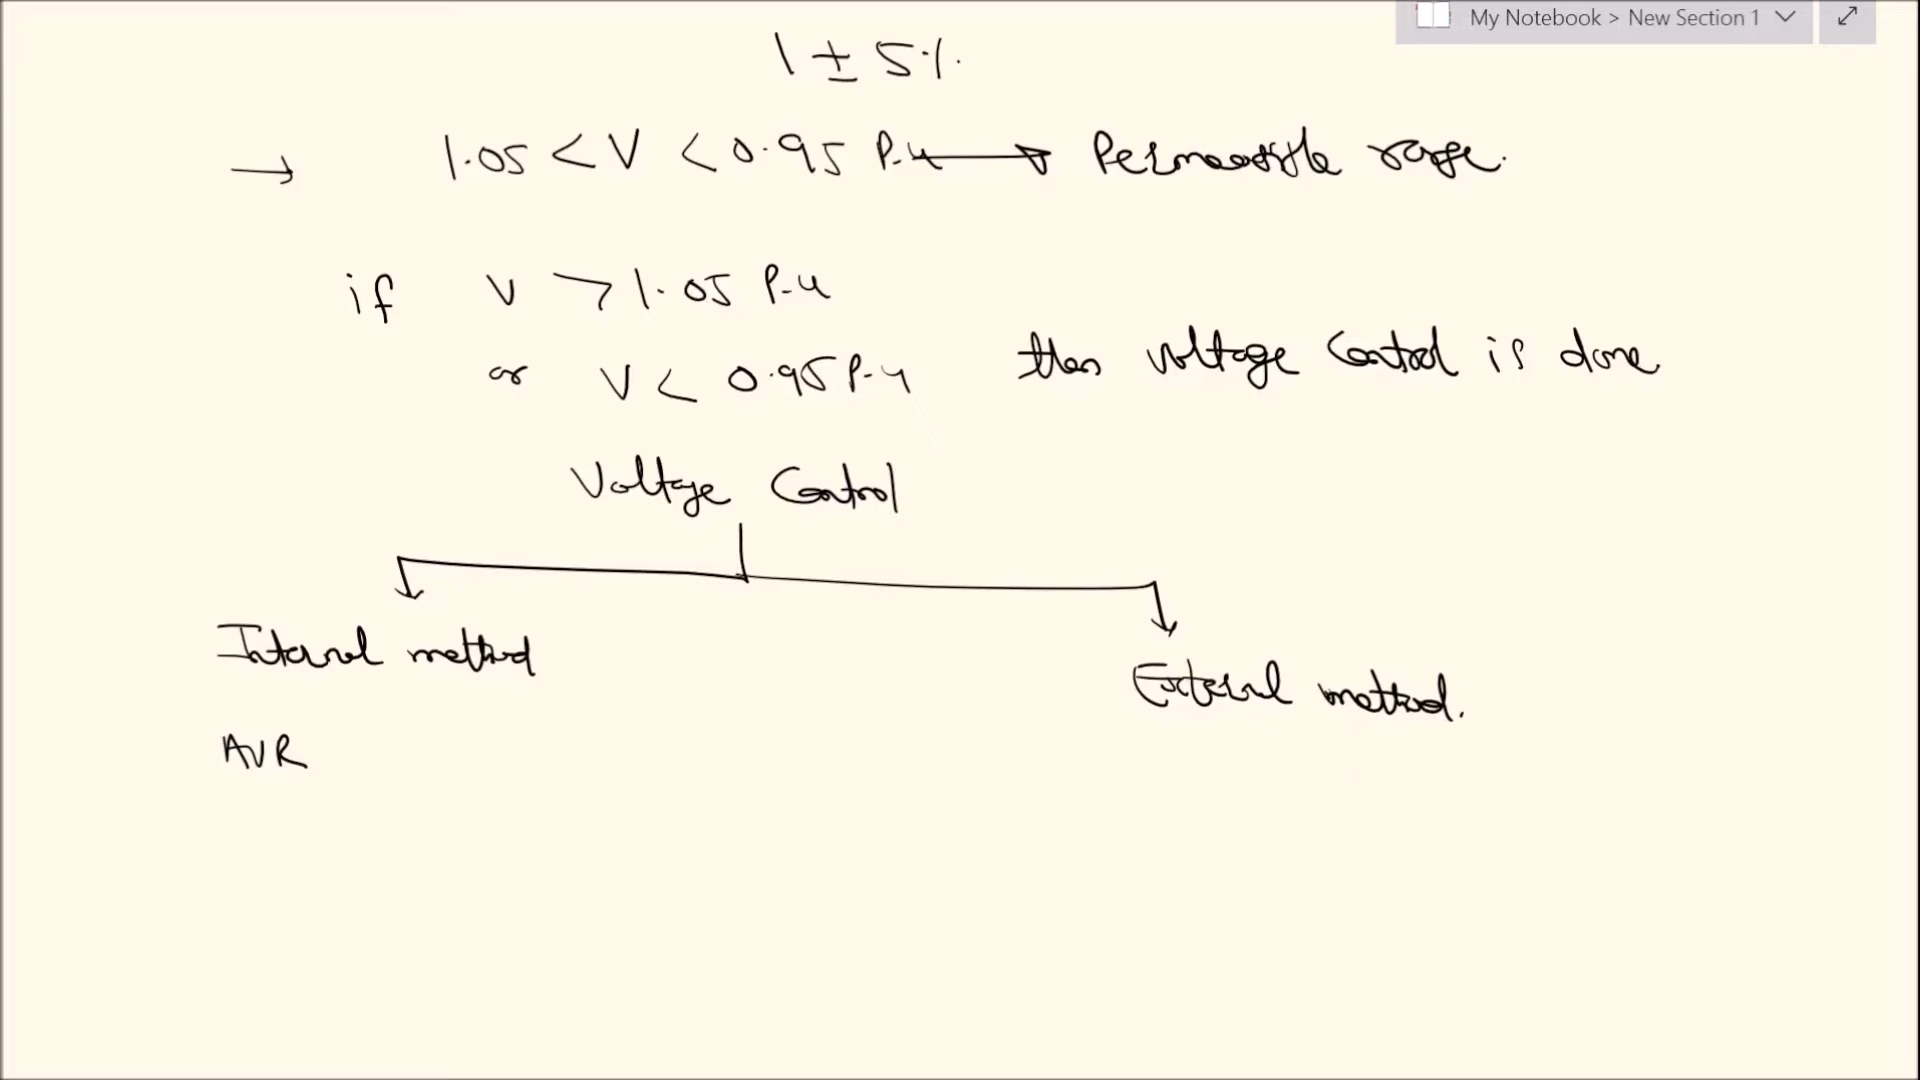 My Notebook > New Section 1
1 ± 5%
→ 1.05 < V < 0.95 P.u → Permissible range.
if V > 1.05 P.u
or V < 0.95 P.u then voltage Control is done
Voltage Control
Internal method
External method.
AVR